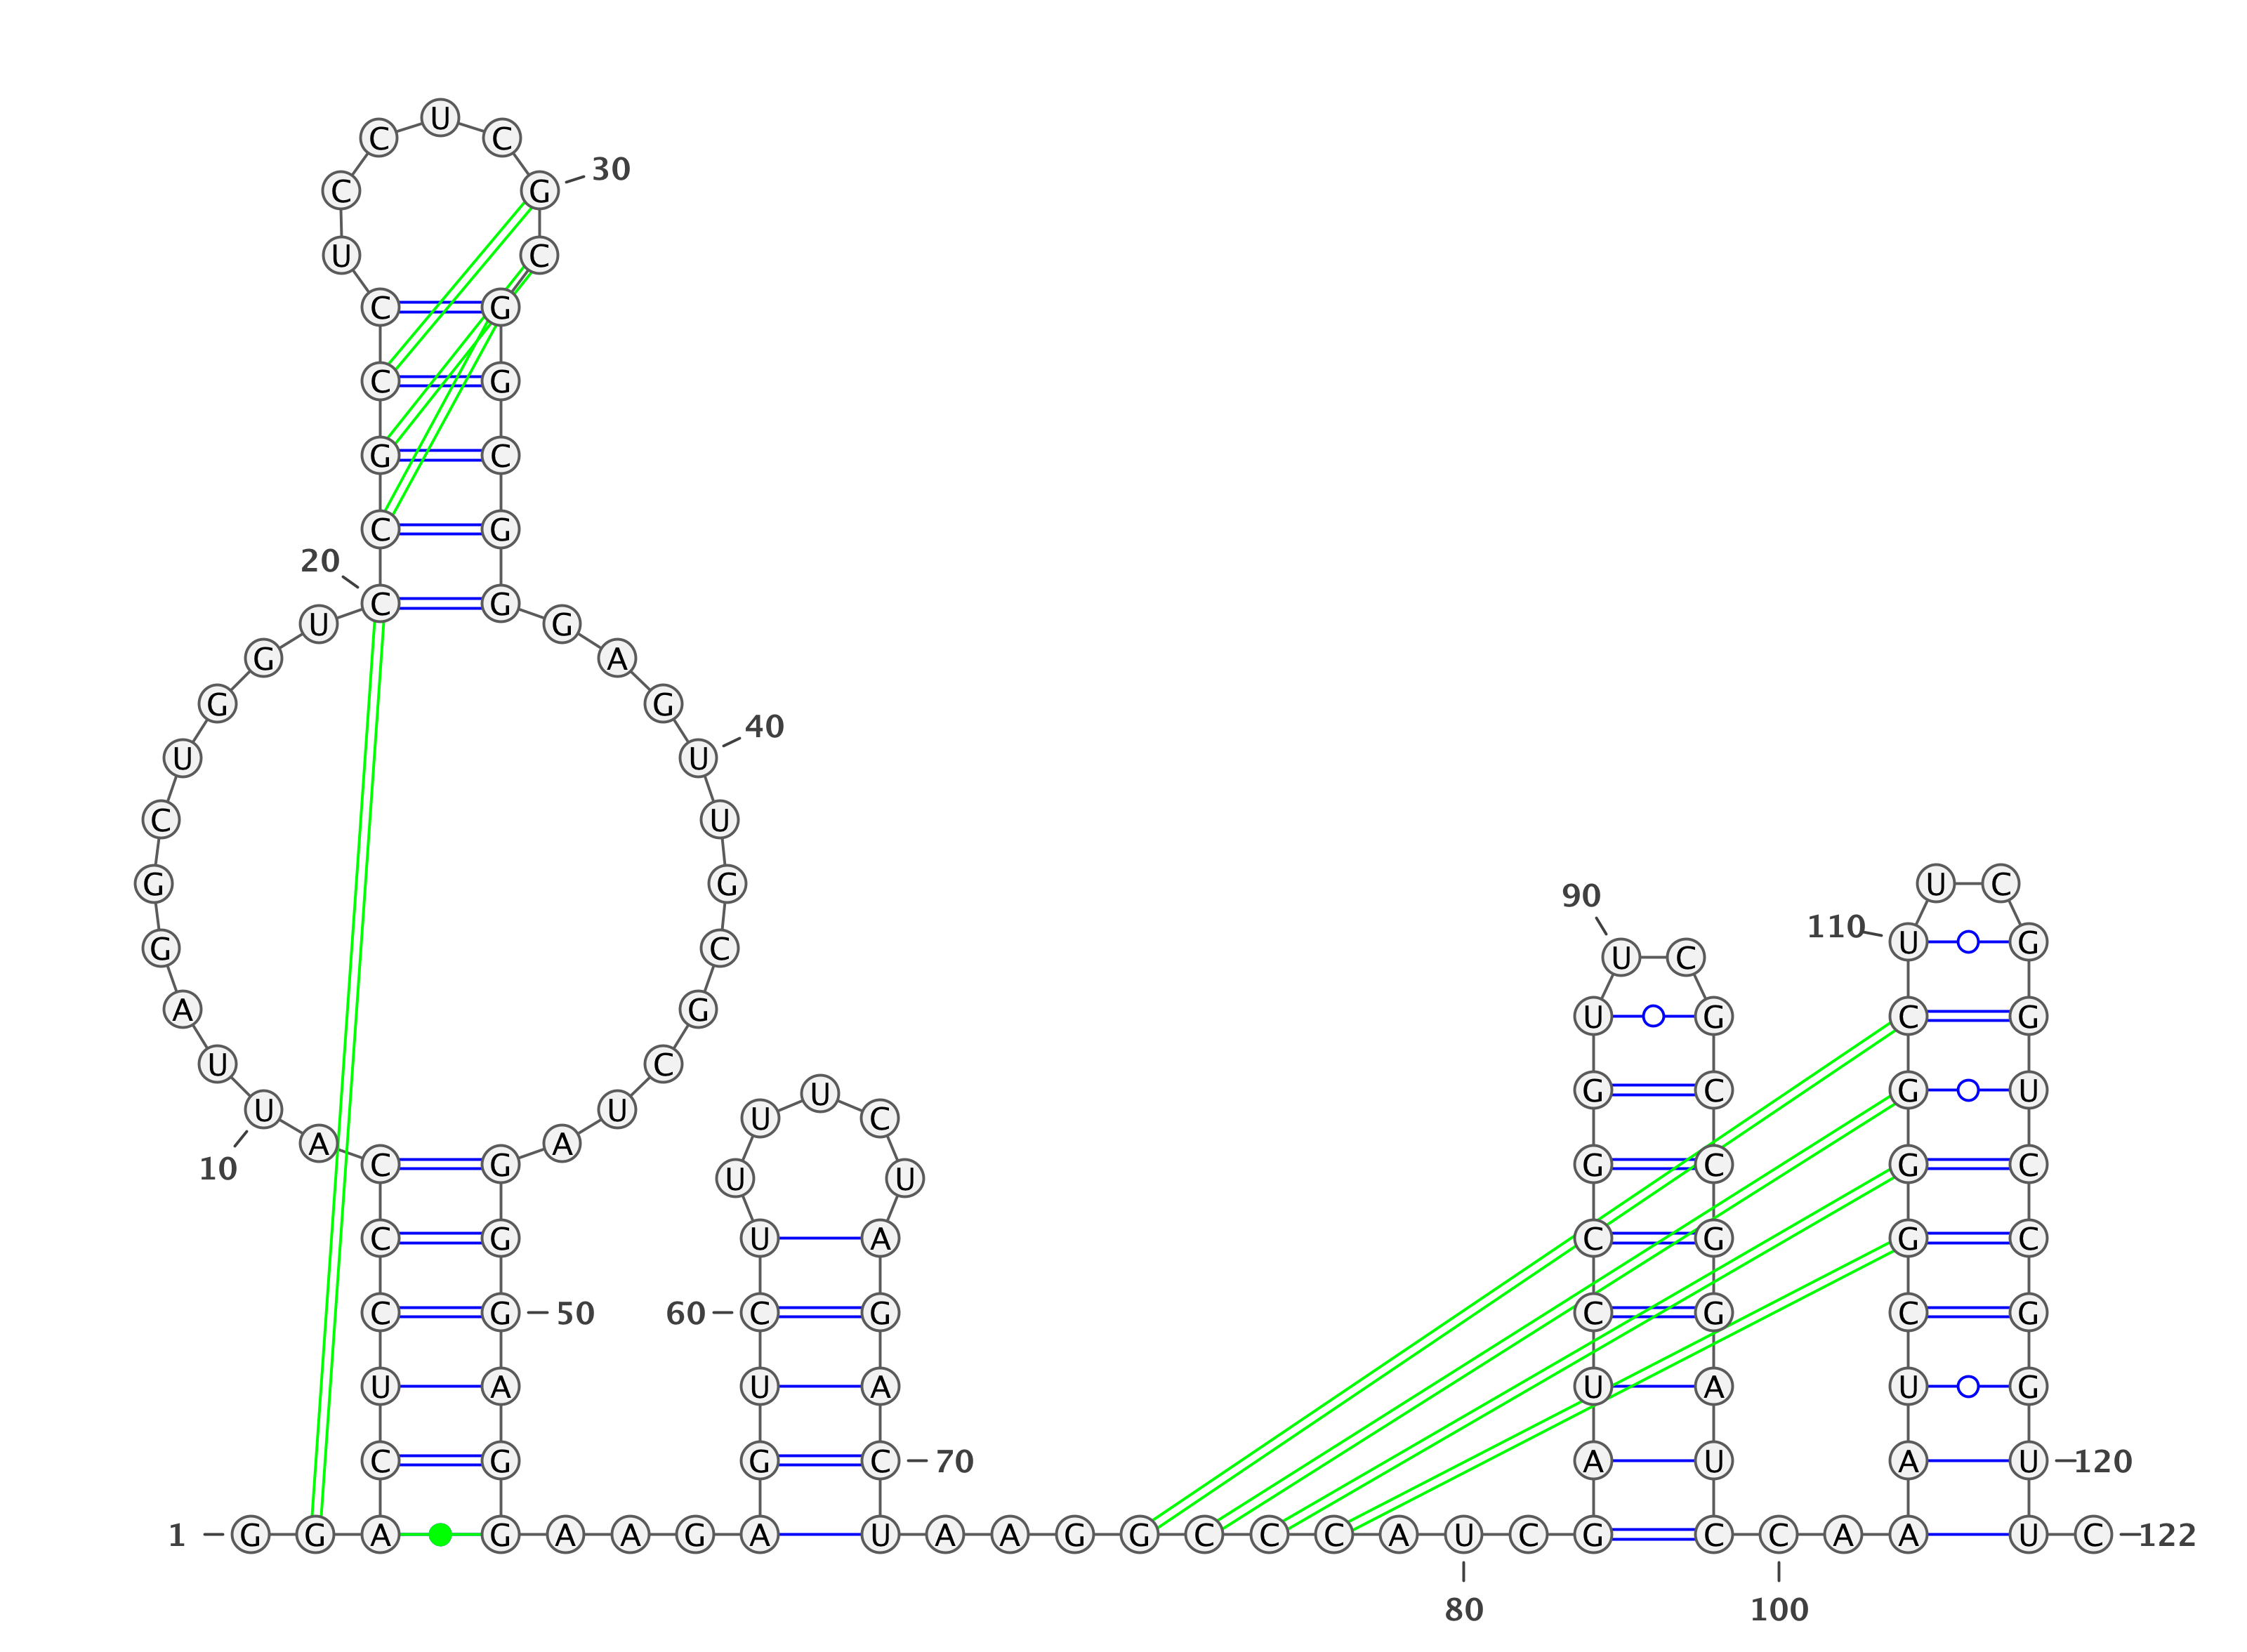 U
C C
C G 30
U C
C G
C G
G C
C G
20
C G
U G
G A
G G
40
U U
C U
G G U C
90
110 U G
G C U C
A G U G C G
U C
U G C G U
U U U C
A A
10
C G U U G C G C
C G U A C G G C
C G 50 60 C G C G C G
U A U A U A U G
C G G C 70 A U A U 120
1 G G A G A A G A U A A G G C C C A U C G C C A A U C 122
80 100